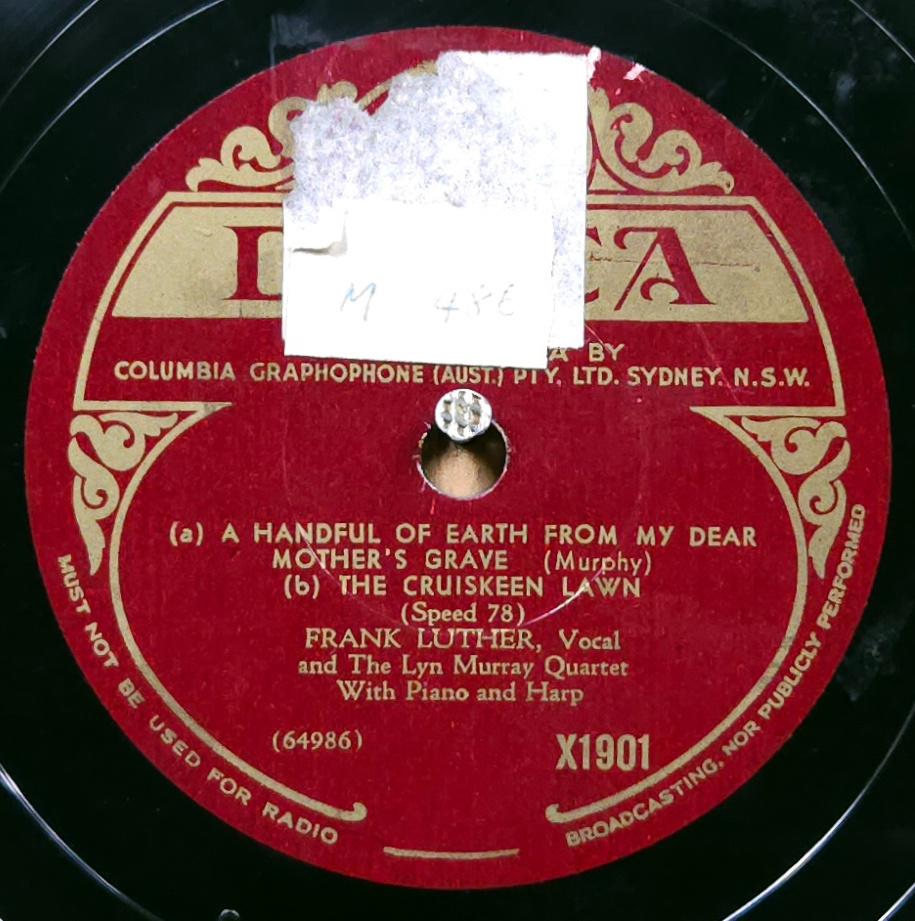 M 456
COLUMBIA GRAPHOPHONE (AUST.) PTY. LTD. SYDNEY. N.S.W.
(a) A HANDFUL OF EARTH FROM MY DEAR
MOTHER'S GRAVE (Murphy)
(b) THE CRUISKEEN LAWN
(Speed 78)
FRANK LUTHER, Vocal
and The Lyn Murray Quartet
With Piano and Harp
(64986)
X1901
MUST NOT BE USED FOR RADIO BROADCASTING, NOR PUBLICLY PERFORMED